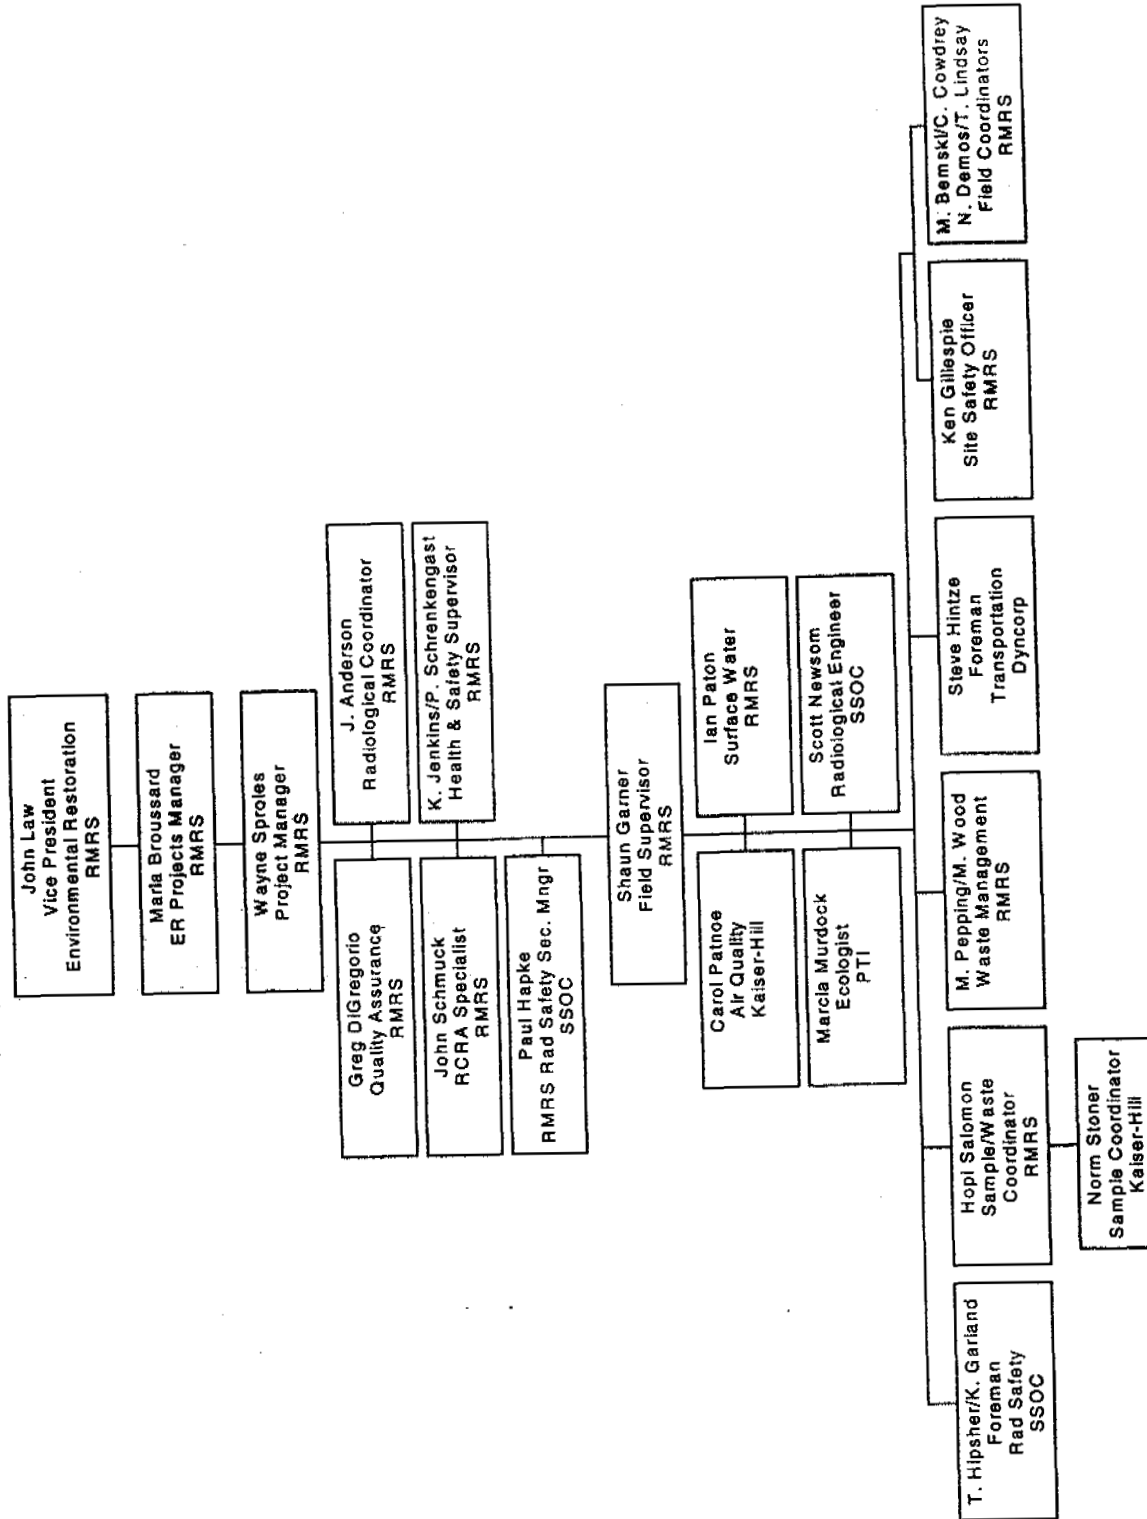 John Law
Vice President
Environmental Restoration
RMRS
Maria Broussard
ER Projects Manager
RMRS
Wayne Sproles
Project Manager
RMRS
Greg DiGregorio
Quality Assurance
RMRS
J. Anderson
Radiological Coordinator
RMRS
John Schmuck
RCRA Specialist
RMRS
K. Jenkins/P. Schrenkengast
Health & Safety Supervisor
RMRS
Paul Hapke
RMRS Rad Safety Sec. Mngr
SSOC
Shaun Garner
Field Supervisor
RMRS
Carol Patnoe
Air Quality
Kaiser-Hill
Ian Paton
Surface Water
RMRS
Marcia Murdock
Ecologist
PTI
Scott Newsom
Radiological Engineer
SSOC
T. Hipsher/K. Garland
Foreman
Rad Safety
SSOC
Hopi Salomon
Sample/Waste
Coordinator
RMRS
M. Pepping/M. Wood
Waste Management
RMRS
Steve Hintze
Foreman
Transportation
Dyncorp
Ken Gillespie
Site Safety Officer
RMRS
M. Bemski/C. Cowdrey
N. Demos/T. Lindsay
Field Coordinators
RMRS
Norm Stoner
Sample Coordinator
Kaiser-Hill